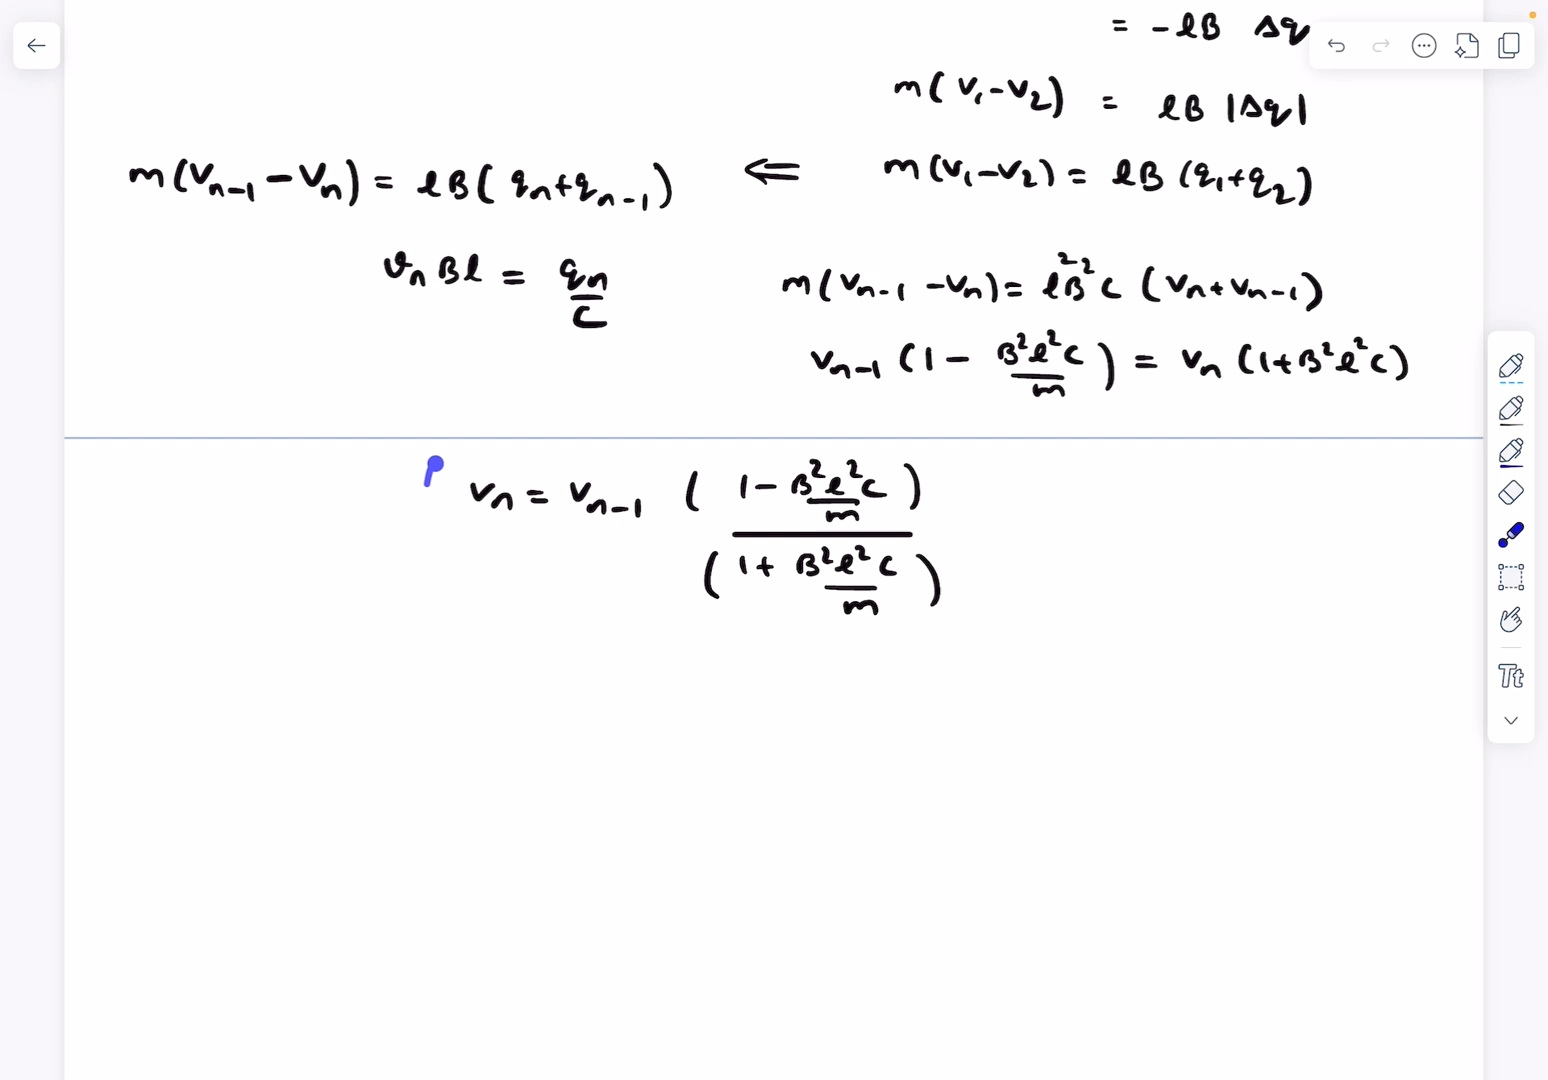 = -lB Δq
m(v₁-v₂) = lB |Δq|
m(Vₙ₋₁-Vₙ) = lB( qₙ+qₙ₋₁) ⇐ m(v₁-v₂) = lB (q₁+q₂)
vₙBl = qₙ/C
m(vₙ₋₁ -vₙ) = l²B²C (vₙ+vₙ₋₁)
vₙ₋₁ (1 - B²l²C/m) = vₙ (1+B²l²C)
vₙ = vₙ₋₁ (1 - B²l²C/m) / (1 + B²l²C/m)
Tt